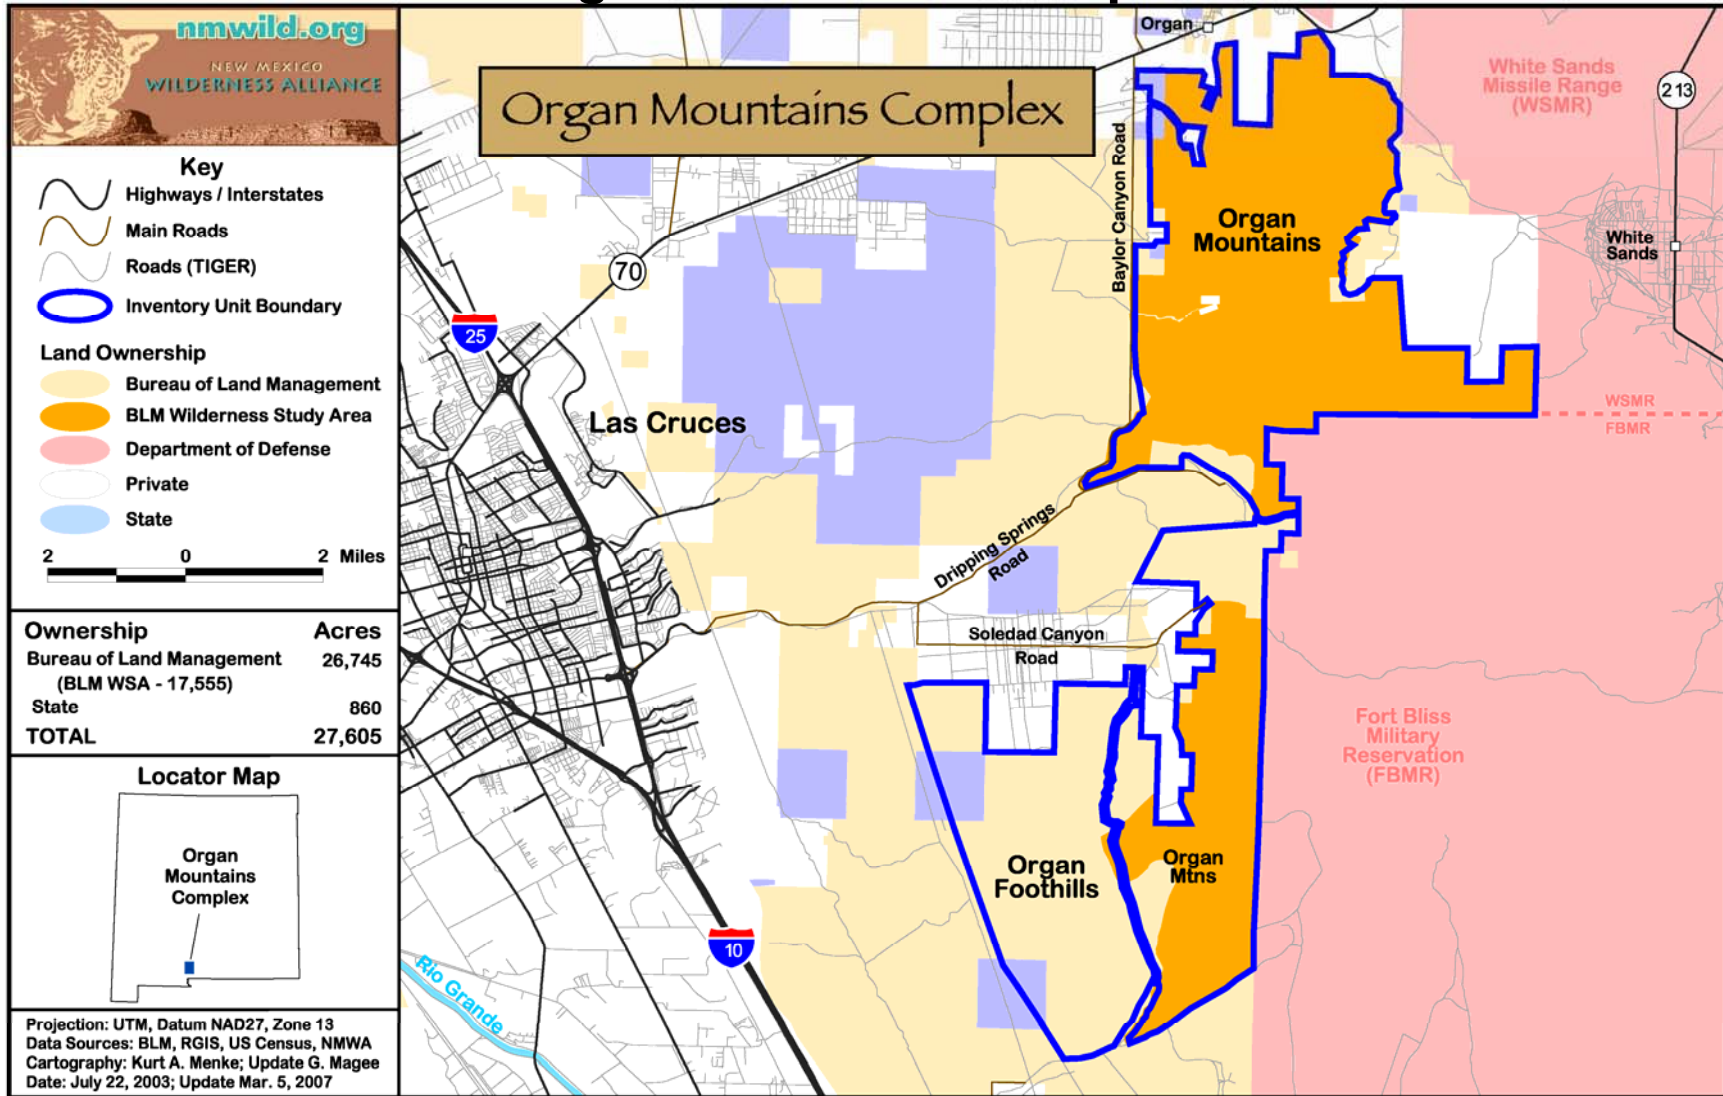 nmwild.org
NEW MEXICO
WILDERNESS ALLIANCE
Key
Highways / Interstates
Main Roads
Roads (TIGER)
Inventory Unit Boundary
Land Ownership
Bureau of Land Management
BLM Wilderness Study Area
Department of Defense
Private
State
2 0 2 Miles
Ownership Acres
Bureau of Land Management 26,745
(BLM WSA - 17,555)
State 860
TOTAL 27,605
Locator Map
Organ
Mountains
Complex
Projection: UTM, Datum NAD27, Zone 13
Data Sources: BLM, RGIS, US Census, NMWA
Cartography: Kurt A. Menke; Update G. Magee
Date: July 22, 2003; Update Mar. 5, 2007
Organ Mountains Complex
Organ
White Sands
Missile Range
(WSMR)
213
Baylor Canyon Road
Organ
Mountains
White
Sands
70
25
Las Cruces
WSMR
FBMR
Dripping Springs
Road
Soledad Canyon
Road
Fort Bliss
Military
Reservation
(FBMR)
Organ
Foothills
Organ
Mtns
10
Rio Grande